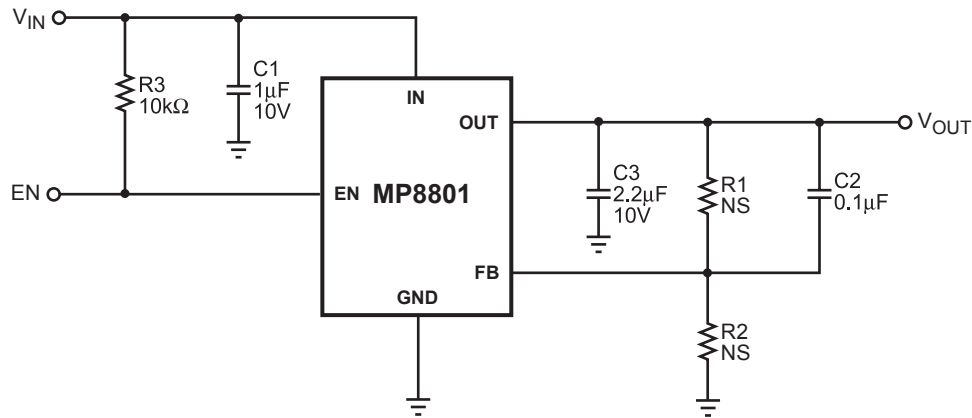 VIN
R3
10kΩ
C1
1μF
10V
IN
OUT
VOUT
EN
EN
MP8801
C3
2.2μF
10V
R1
NS
C2
0.1μF
FB
GND
R2
NS